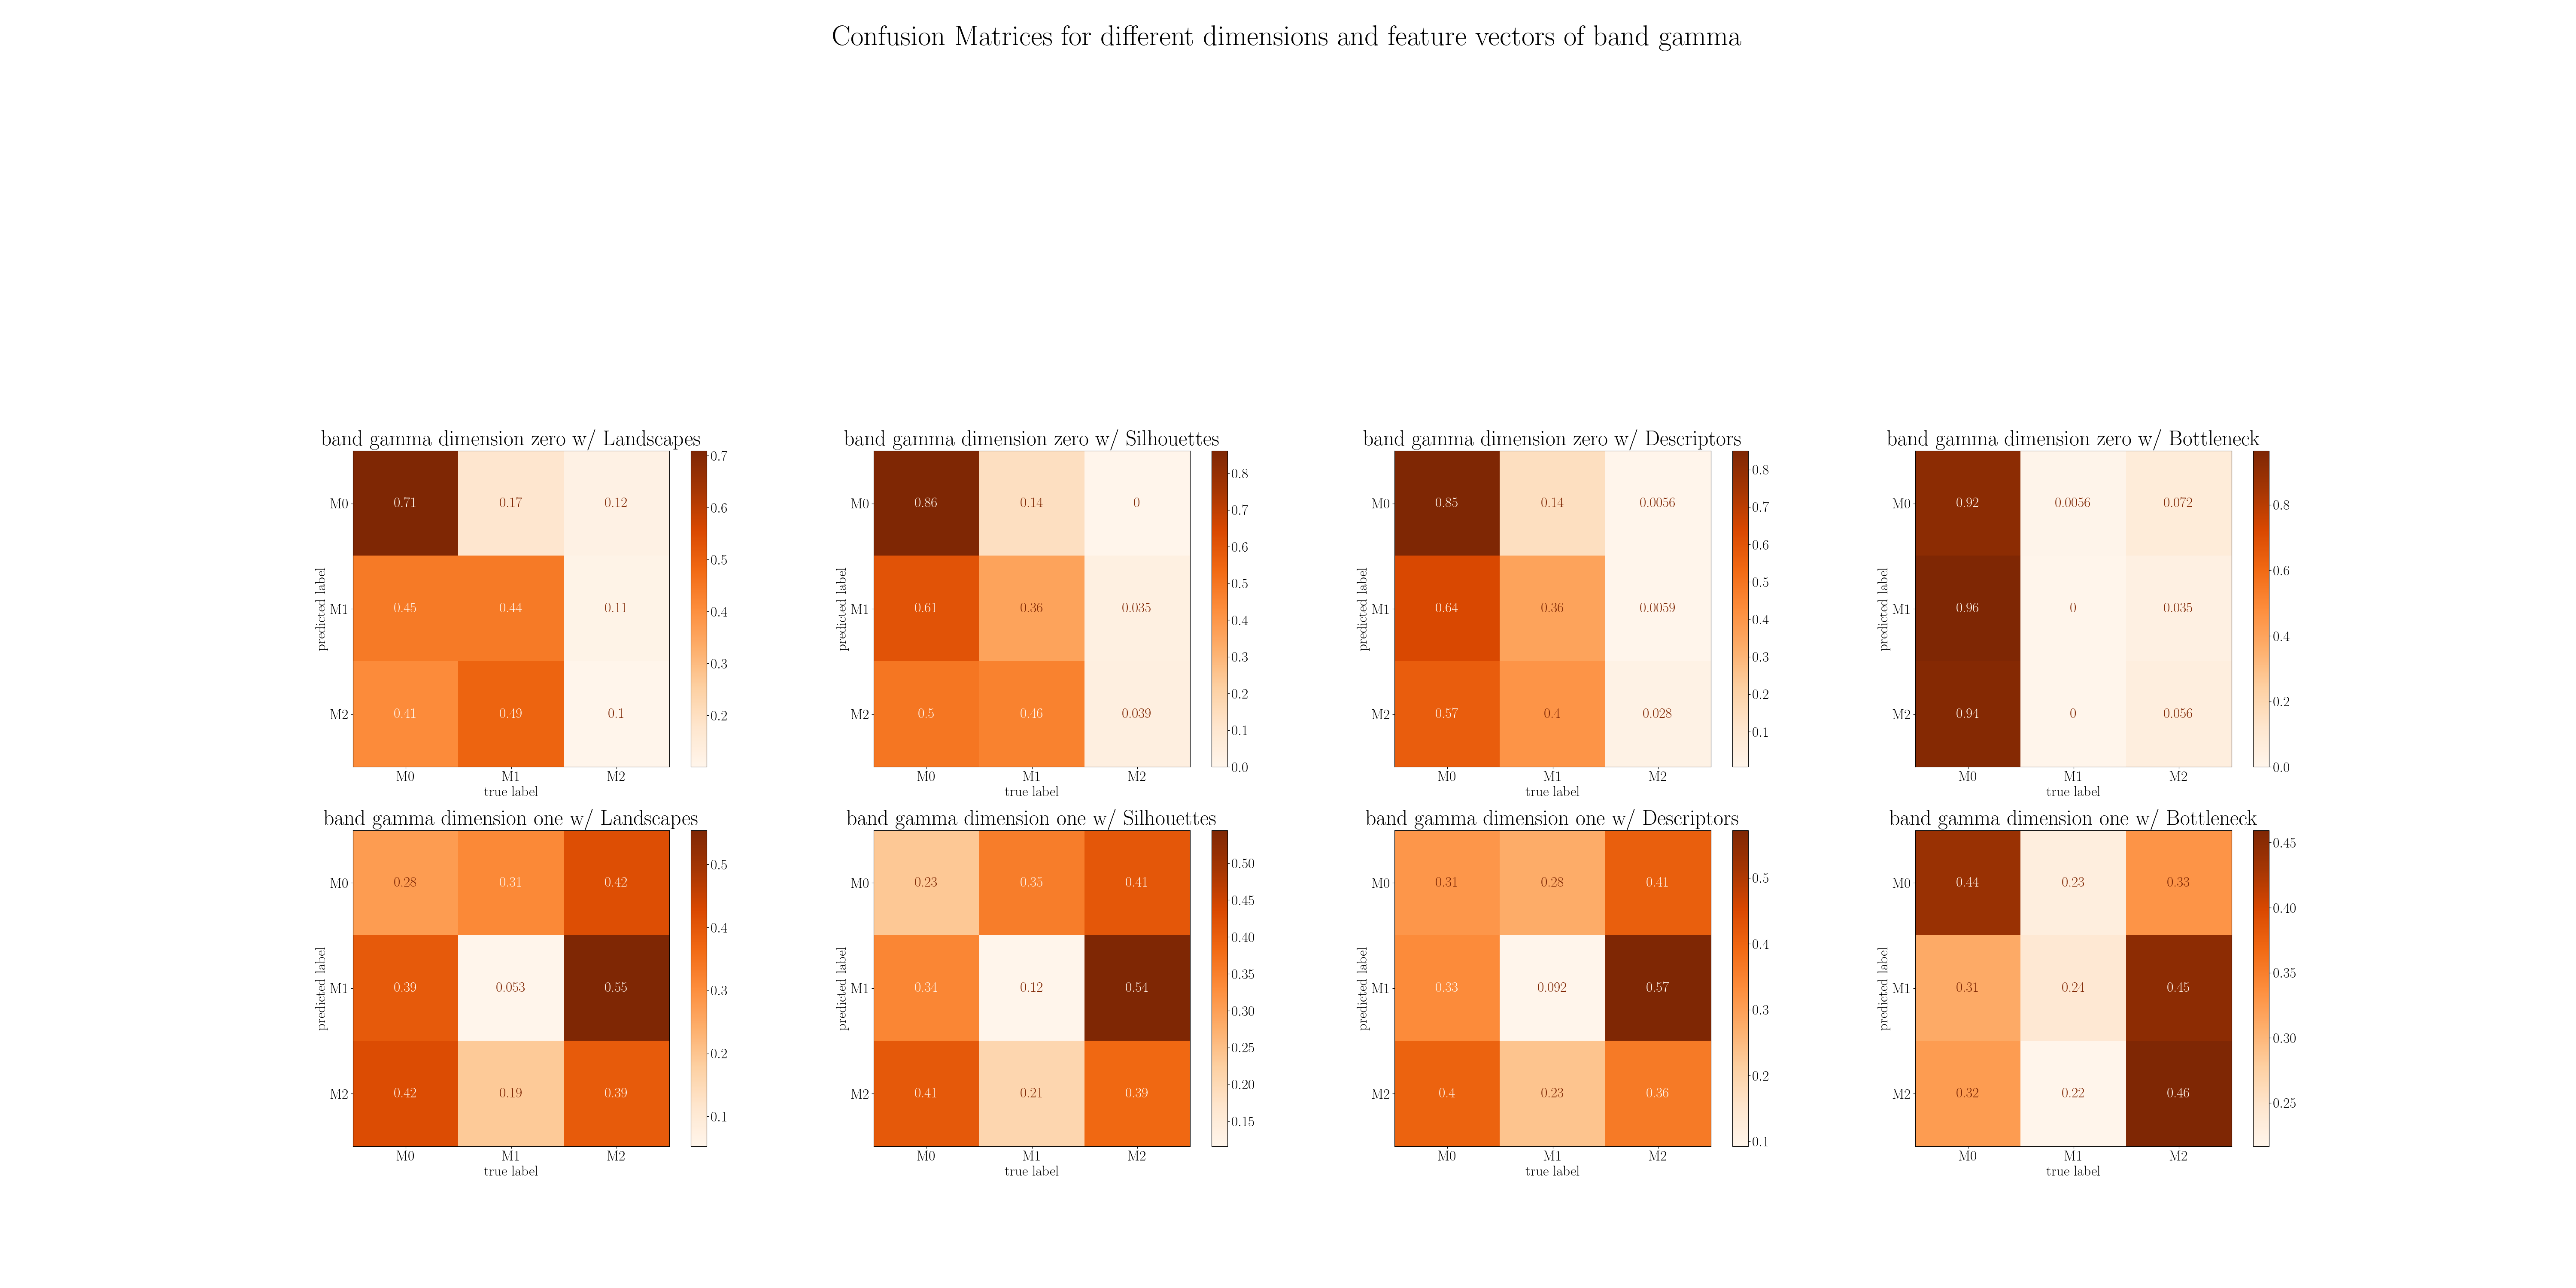 Confusion Matrices for different dimensions and feature vectors of band gamma
band gamma dimension zero w/ Landscapes
predicted label
M0 0.71 0.17 0.12
M1 0.45 0.44 0.11
M2 0.41 0.49 0.1
M0 M1 M2
true label
0.7
0.6
0.5
0.4
0.3
0.2
band gamma dimension zero w/ Silhouettes
predicted label
M0 0.86 0.14 0
M1 0.61 0.36 0.035
M2 0.5 0.46 0.039
M0 M1 M2
true label
0.8
0.7
0.6
0.5
0.4
0.3
0.2
0.1
0.0
band gamma dimension zero w/ Descriptors
predicted label
M0 0.85 0.14 0.0056
M1 0.64 0.36 0.0059
M2 0.57 0.4 0.028
M0 M1 M2
true label
0.8
0.7
0.6
0.5
0.4
0.3
0.2
0.1
band gamma dimension zero w/ Bottleneck
predicted label
M0 0.92 0.0056 0.072
M1 0.96 0 0.035
M2 0.94 0 0.056
M0 M1 M2
true label
0.8
0.6
0.4
0.2
0.0
band gamma dimension one w/ Landscapes
predicted label
M0 0.28 0.31 0.42
M1 0.39 0.053 0.55
M2 0.42 0.19 0.39
M0 M1 M2
true label
0.5
0.4
0.3
0.2
0.1
band gamma dimension one w/ Silhouettes
predicted label
M0 0.23 0.35 0.41
M1 0.34 0.12 0.54
M2 0.41 0.21 0.39
M0 M1 M2
true label
0.50
0.45
0.40
0.35
0.30
0.25
0.20
0.15
band gamma dimension one w/ Descriptors
predicted label
M0 0.31 0.28 0.41
M1 0.33 0.092 0.57
M2 0.4 0.23 0.36
M0 M1 M2
true label
0.5
0.4
0.3
0.2
0.1
band gamma dimension one w/ Bottleneck
predicted label
M0 0.44 0.23 0.33
M1 0.31 0.24 0.45
M2 0.32 0.22 0.46
M0 M1 M2
true label
0.45
0.40
0.35
0.30
0.25